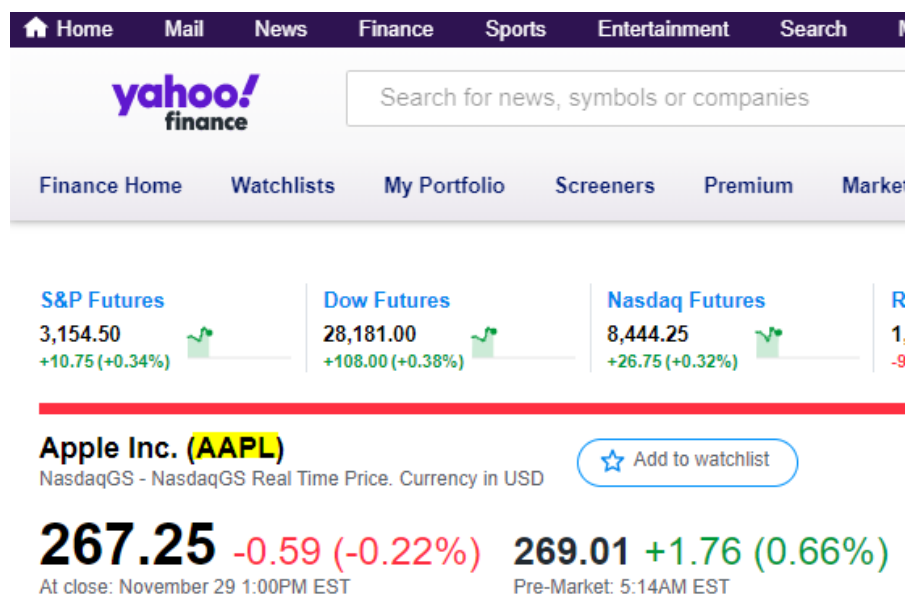 Home Mail News Finance Sports Entertainment Search
yahoo!
finance
Search for news, symbols or companies
Finance Home Watchlists My Portfolio Screeners Premium Market
S&P Futures Dow Futures Nasdaq Futures R
3,154.50 28,181.00 8,444.25 1,
+10.75 (+0.34%) +108.00 (+0.38%) +26.75 (+0.32%) -9
Apple Inc. (AAPL)
Add to watchlist
NasdaqGS - NasdaqGS Real Time Price. Currency in USD
267.25 -0.59 (-0.22%) 269.01 +1.76 (0.66%)
At close: November 29 1:00PM EST Pre-Market: 5:14AM EST